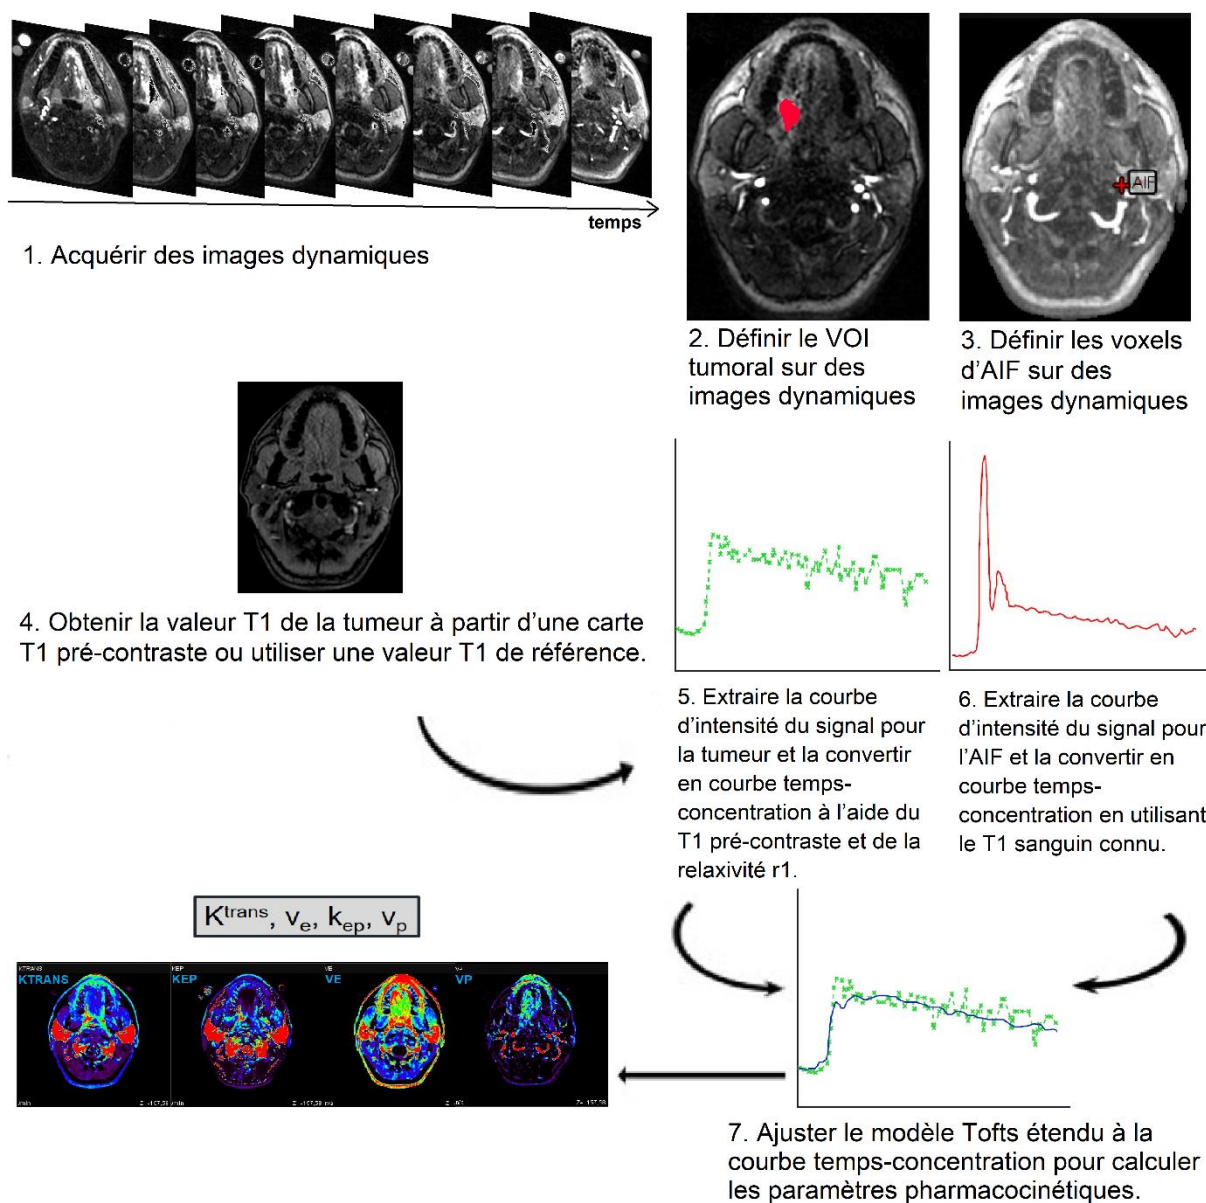 temps
1. Acquérir des images dynamiques
2. Définir le VOI
tumoral sur des
images dynamiques
AIF
3. Définir les voxels
d’AIF sur des
images dynamiques
4. Obtenir la valeur T1 de la tumeur à partir d’une carte
T1 pré-contraste ou utiliser une valeur T1 de référence.
5. Extraire la courbe
d’intensité du signal pour
la tumeur et la convertir
en courbe temps-
concentration à l’aide du
T1 pré-contraste et de la
relaxivité r1.
6. Extraire la courbe
d’intensité du signal pour
l’AIF et la convertir en
courbe temps-
concentration en utilisant
le T1 sanguin connu.
K^trans, v_e, k_ep, v_p
KTRANS
KTRANS
KEP
KEP
VE
VE
VP
7. Ajuster le modèle Tofts étendu à la
courbe temps-concentration pour calculer
les paramètres pharmacocinétiques.